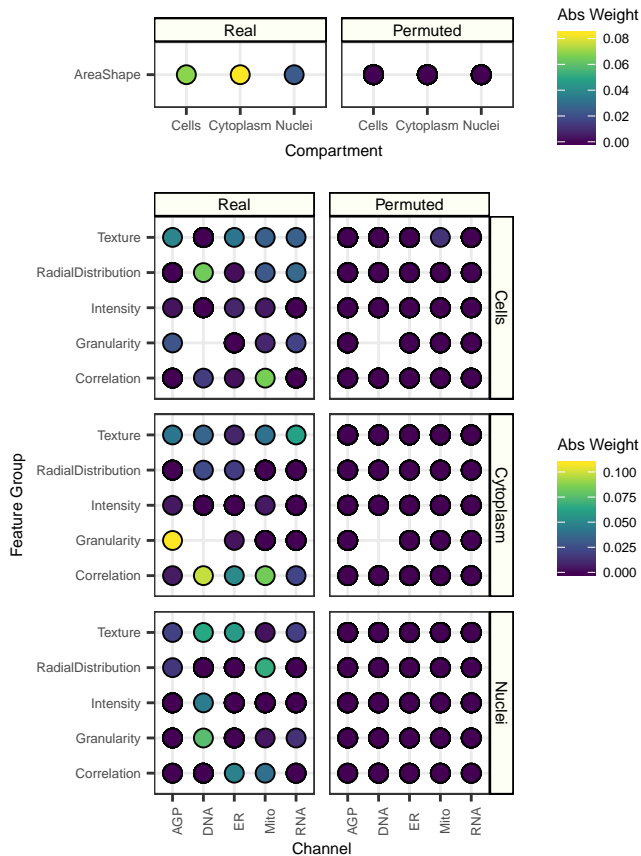 Real Permuted
AreaShape
Cells Cytoplasm Nuclei Cells Cytoplasm Nuclei
Compartment
Abs Weight
0.08
0.06
0.04
0.02
0.00
Real Permuted
Feature Group
Texture
RadialDistribution
Intensity
Granularity
Correlation
Cells
Texture
RadialDistribution
Intensity
Granularity
Correlation
Cytoplasm
Texture
RadialDistribution
Intensity
Granularity
Correlation
Nuclei
AGP DNA ER Mito RNA AGP DNA ER Mito RNA
Channel
Abs Weight
0.100
0.075
0.050
0.025
0.000